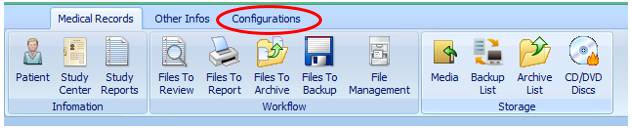 Medical Records Other Infos Configurations
Patient Study Center Study Reports Files To Review Files To Report Files To Archive Files To Backup File Management Media Backup List Archive List CD/DVD Discs
Infomation Workflow Storage